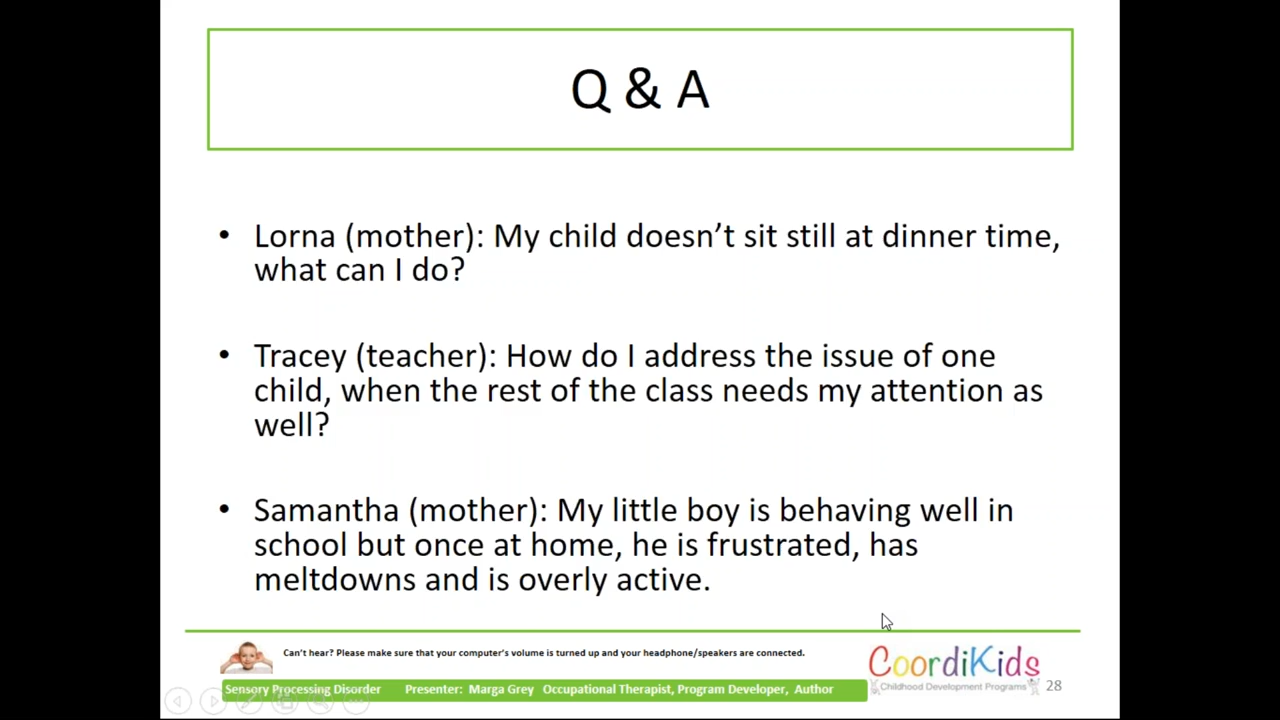 Q & A
• Lorna (mother): My child doesn’t sit still at dinner time,
what can I do?
• Tracey (teacher): How do I address the issue of one
child, when the rest of the class needs my attention as
well?
• Samantha (mother): My little boy is behaving well in
school but once at home, he is frustrated, has
meltdowns and is overly active.
Can’t hear? Please make sure that your computer’s volume is turned up and your headphone/speakers are connected.
CoordiKids
Childhood Development Programs
28
Sensory Processing Disorder Presenter: Marga Grey Occupational Therapist, Program Developer, Author